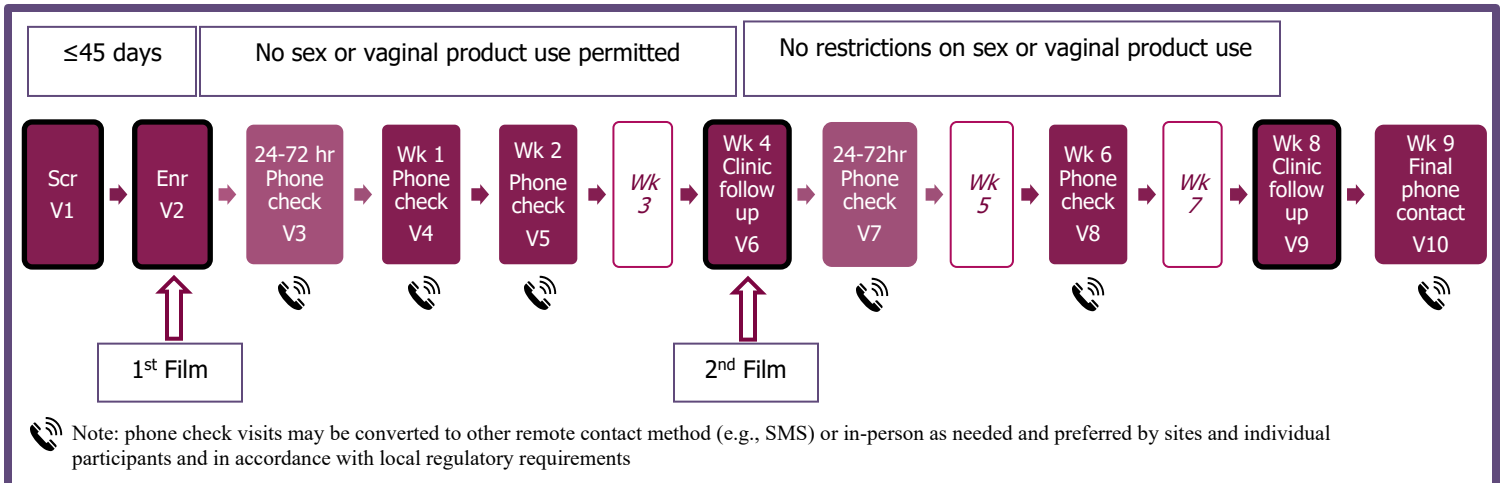 ≤45 days
No sex or vaginal product use permitted
No restrictions on sex or vaginal product use
Scr
V1
Enr
V2
24-72 hr
Phone
check
V3
Wk 1
Phone
check
V4
Wk 2
Phone
check
V5
Wk
3
Wk 4
Clinic
follow
up
V6
24-72hr
Phone
check
V7
Wk
5
Wk 6
Phone
check
V8
Wk
7
Wk 8
Clinic
follow
up
V9
Wk 9
Final
phone
contact
V10
1st Film
2nd Film
Note: phone check visits may be converted to other remote contact method (e.g., SMS) or in-person as needed and preferred by sites and individual
participants and in accordance with local regulatory requirements